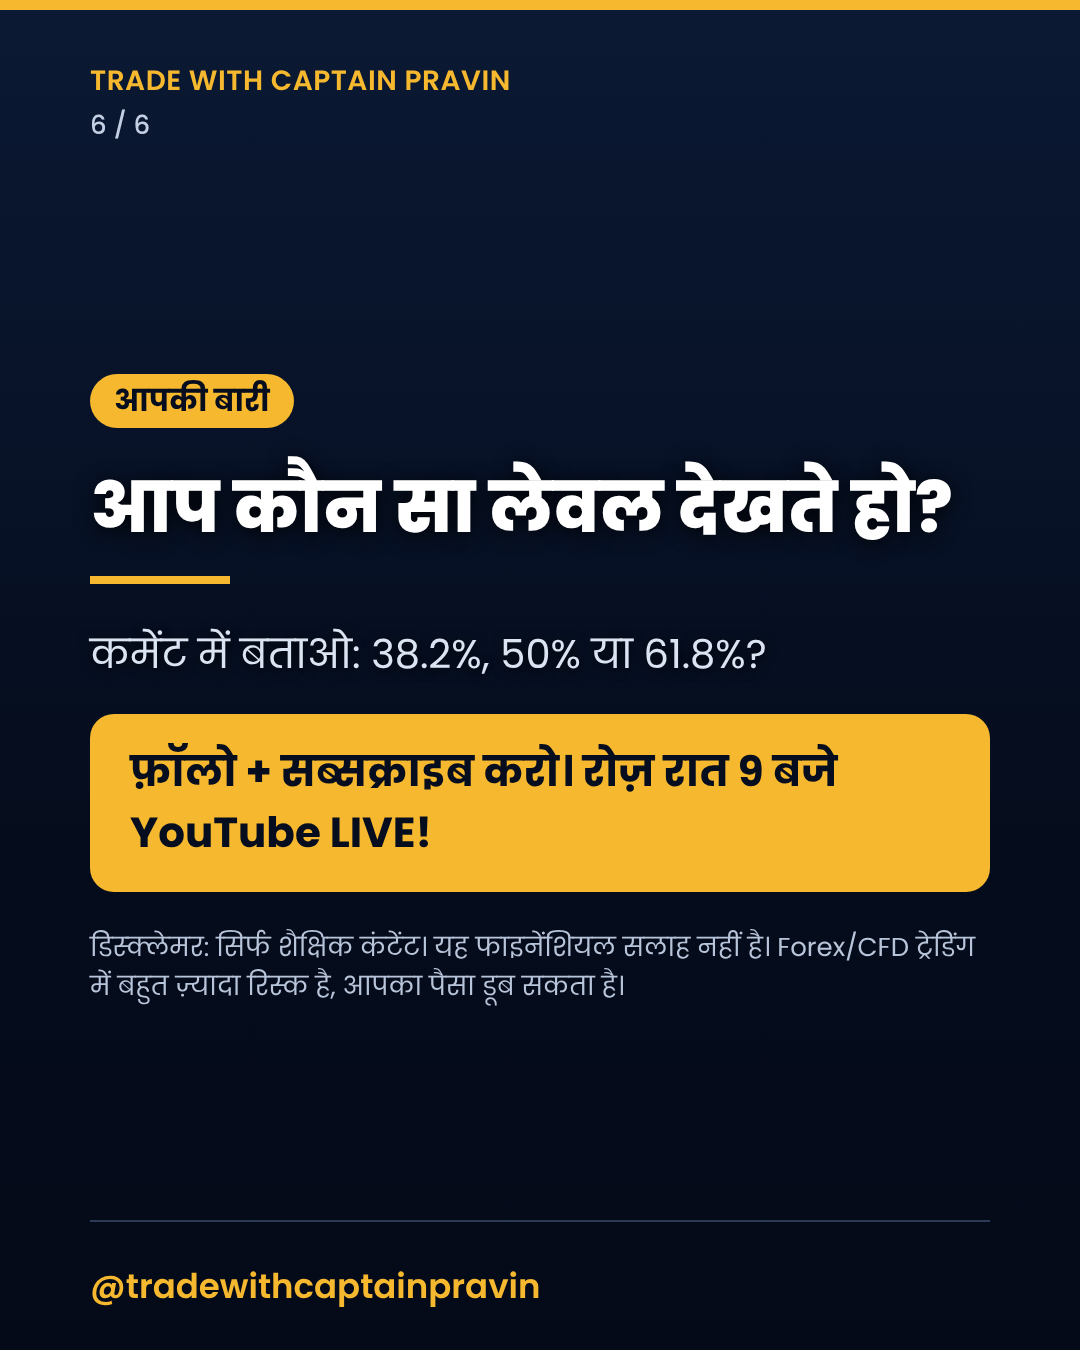 TRADE WITH CAPTAIN PRAVIN
6 / 6
आपकी बारी
आप कौन सा लेवल देखते हो?
कमेंट में बताओ: 38.2%, 50% या 61.8%?
फ़ॉलो + सब्सक्राइब करो। रोज़ रात 9 बजे
YouTube LIVE!
डिस्क्लेमर: सिर्फ शैक्षिक कंटेंट। यह फाइनेंशियल सलाह नहीं है। Forex/CFD ट्रेडिंग
में बहुत ज़्यादा रिस्क है, आपका पैसा डूब सकता है।
@tradewithcaptainpravin